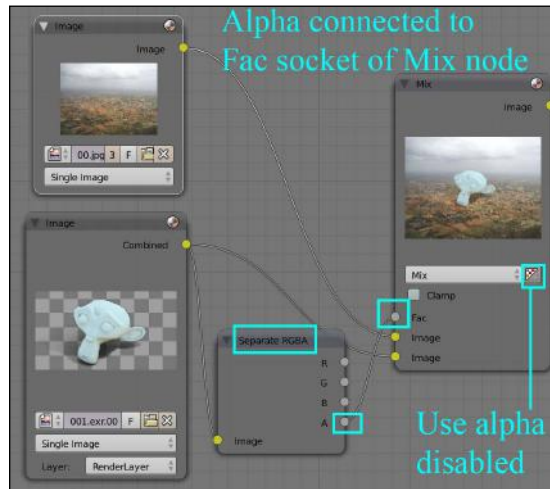 Alpha connected to
Fac socket of Mix node
Image
Image
00.jpg 3 F
Single Image
Mix
Image
Mix
Clamp
Fac
Image
Image
Image
Combined
001.exr.00 F
Single Image
Layer: RenderLayer
Separate RGBA
R
G
B
A
Image
Use alpha
disabled